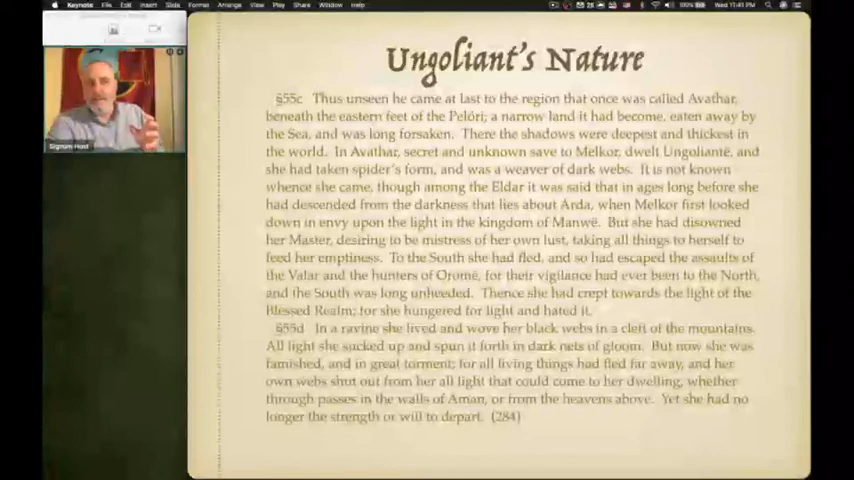 Keynote File Edit Insert Slide Format Arrange View Play Share Window Help
100% Wed 11:41 PM
Signum Host
Ungoliant's Nature
§55c Thus unseen he came at last to the region that once was called Avathar,
beneath the eastern feet of the Pelóri; a narrow land it had become, eaten away by
the Sea, and was long forsaken. There the shadows were deepest and thickest in
the world. In Avathar, secret and unknown save to Melkor, dwelt Ungoliantë, and
she had taken spider's form, and was a weaver of dark webs. It is not known
whence she came, though among the Eldar it was said that in ages long before she
had descended from the darkness that lies about Arda, when Melkor first looked
down in envy upon the light in the kingdom of Manwë. But she had disowned
her Master, desiring to be mistress of her own lust, taking all things to herself to
feed her emptiness. To the South she had fled, and so had escaped the assaults of
the Valar and the hunters of Oromë, for their vigilance had ever been to the North,
and the South was long unheeded. Thence she had crept towards the light of the
Blessed Realm; for she hungered for light and hated it.
§55d In a ravine she lived and wove her black webs in a cleft of the mountains.
All light she sucked up and spun it forth in dark nets of gloom. But now she was
famished, and in great torment; for all living things had fled far away, and her
own webs shut out from her all light that could come to her dwelling, whether
through passes in the walls of Aman, or from the heavens above. Yet she had no
longer the strength or will to depart. (284)